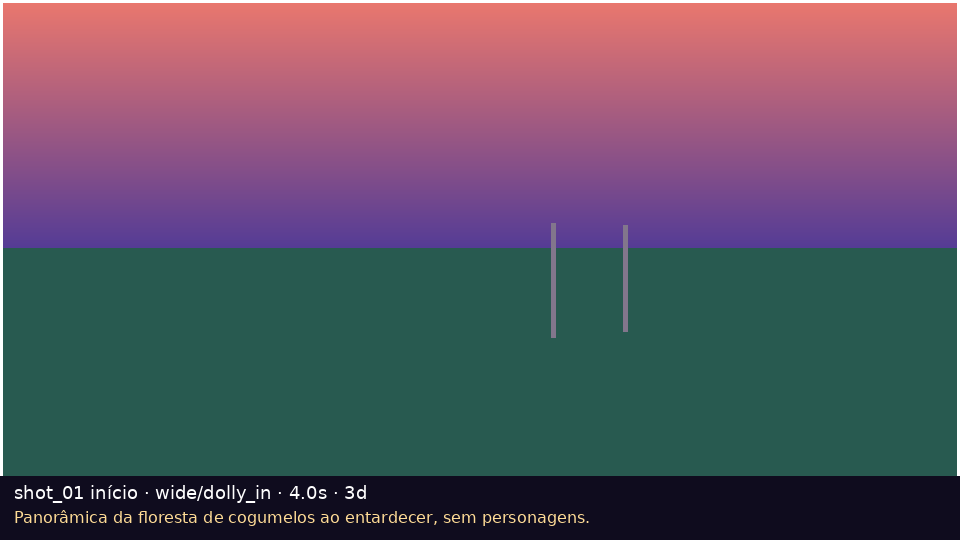 shot_01 início · wide/dolly_in · 4.0s · 3d
Panorâmica da floresta de cogumelos ao entardecer, sem personagens.